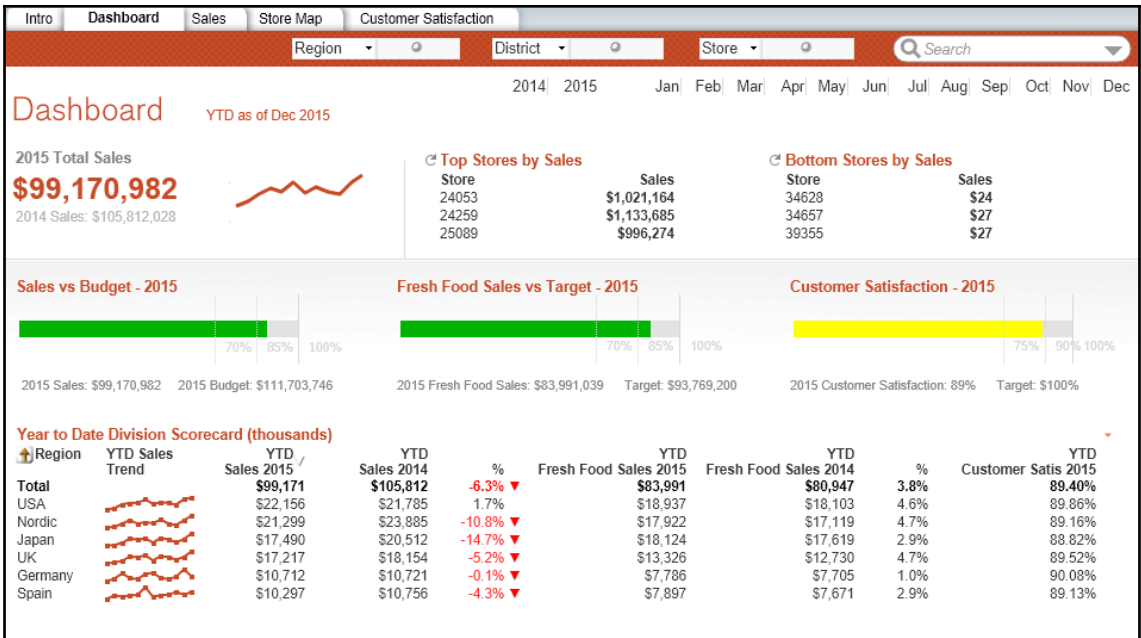 Intro Dashboard Sales Store Map Customer Satisfaction
Region District Store Search
2014 2015 Jan Feb Mar Apr May Jun Jul Aug Sep Oct Nov Dec
Dashboard YTD as of Dec 2015
2015 Total Sales
$99,170,982
2014 Sales: $105,812,028
Top Stores by Sales
Store Sales
24053 $1,021,164
24259 $1,133,685
25089 $996,274
Bottom Stores by Sales
Store Sales
34628 $24
34657 $27
39355 $27
Sales vs Budget - 2015
70% 85% 100%
2015 Sales: $99,170,982 2015 Budget: $111,703,746
Fresh Food Sales vs Target - 2015
70% 85% 100%
2015 Fresh Food Sales: $83,991,039 Target: $93,769,200
Customer Satisfaction - 2015
75% 90% 100%
2015 Customer Satisfaction: 89% Target: $100%
Year to Date Division Scorecard (thousands)
Region YTD Sales YTD YTD YTD YTD YTD
Trend Sales 2015 Sales 2014 % Fresh Food Sales 2015 Fresh Food Sales 2014 % Customer Satis 2015
Total $99,171 $105,812 -6.3% ▼ $83,991 $80,947 3.8% 89.40%
USA $22,156 $21,785 1.7% $18,937 $18,103 4.6% 89.86%
Nordic $21,299 $23,885 -10.8% ▼ $17,922 $17,119 4.7% 89.16%
Japan $17,490 $20,512 -14.7% ▼ $18,124 $17,619 2.9% 88.82%
UK $17,217 $18,154 -5.2% ▼ $13,326 $12,730 4.7% 89.52%
Germany $10,712 $10,721 -0.1% ▼ $7,786 $7,705 1.0% 90.08%
Spain $10,297 $10,756 -4.3% ▼ $7,897 $7,671 2.9% 89.13%